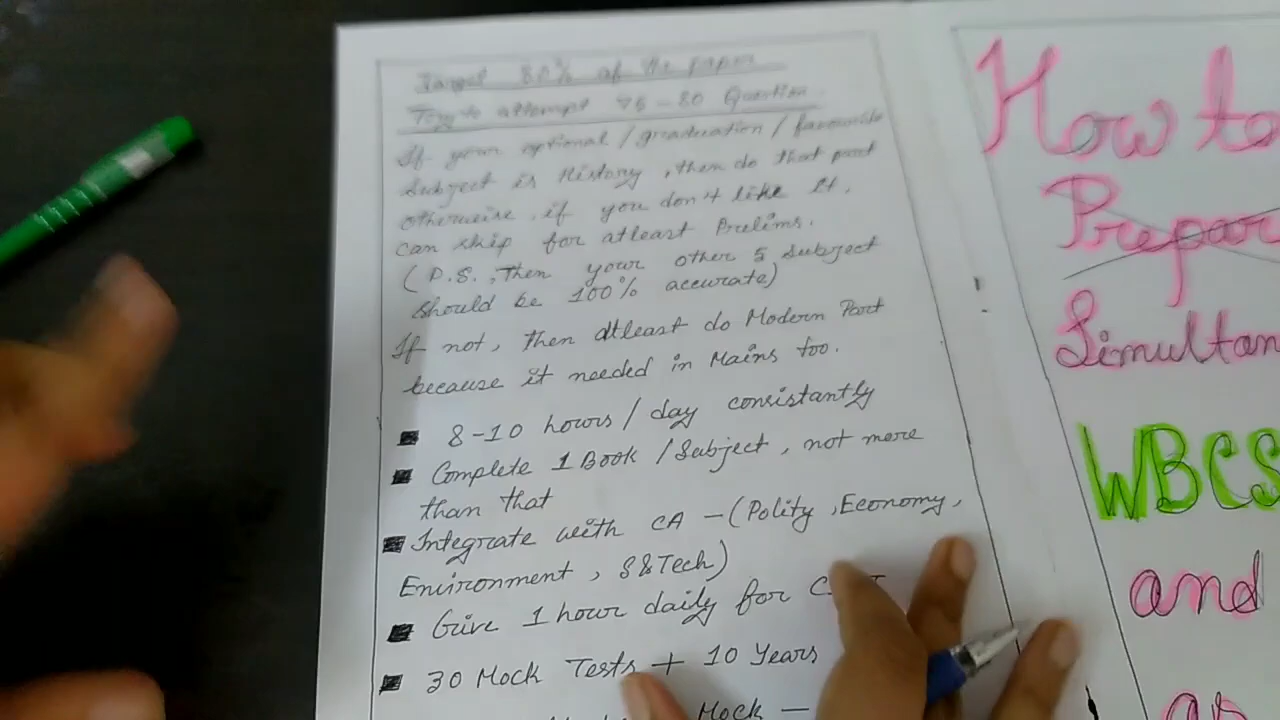 Target 80% of the paper
Try to attempt 75-80 Question.
If your optional / graduation / favourite
Subject is History, then do that part
otherwise, if you don't like it,
can skip for atleast Prelims.
(P.S., Then your other 5 Subject
should be 100% accurate)
If not, then atleast do Modern Part
because it needed in Mains too.
8-10 hours / day consistantly
Complete 1 Book / Subject, not more
than that
Integrate with CA - (Polity, Economy,
Environment, S&Tech)
Give 1 hour daily for
30 Mock Tests + 10 Years
Mock -
How to
Prepar
Simultan
WBCS
and